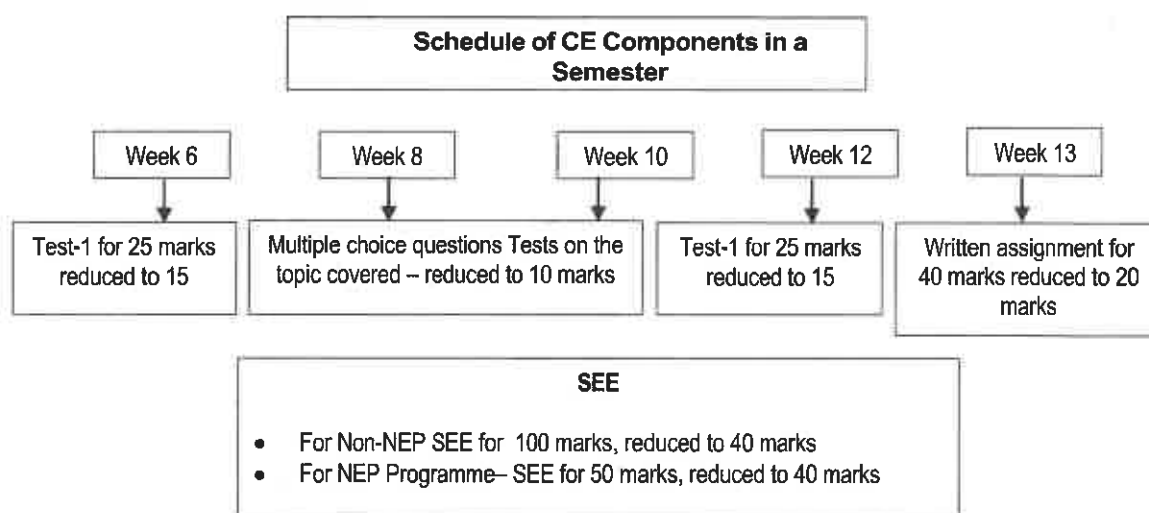 Schedule of CE Components in a
Semester
Week 6
Week 8
Week 10
Week 12
Week 13
Test-1 for 25 marks
reduced to 15
Multiple choice questions Tests on the
topic covered – reduced to 10 marks
Test-1 for 25 marks
reduced to 15
Written assignment for
40 marks reduced to 20
marks
SEE
• For Non-NEP SEE for 100 marks, reduced to 40 marks
• For NEP Programme– SEE for 50 marks, reduced to 40 marks